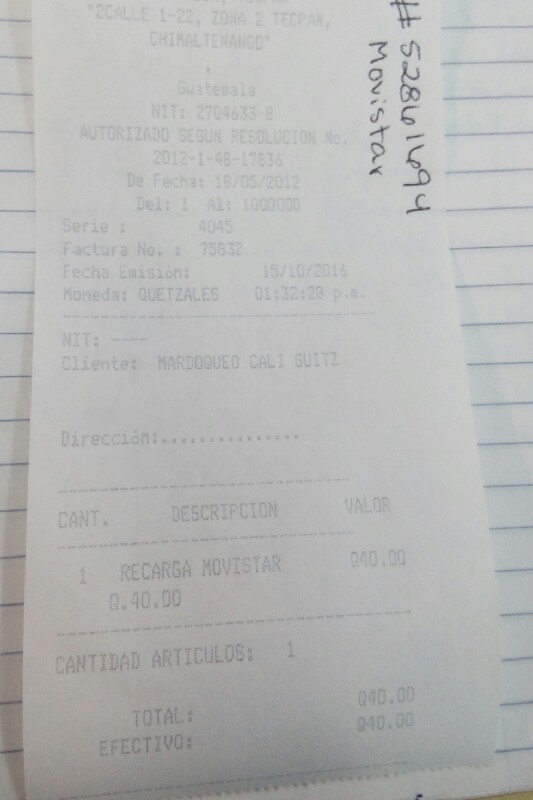 "2CALLE 1-22, ZONA 2 TECPAN,
CHIMALTENANGO"
Guatemala
NIT: 2704633-8
AUTORIZADO SEGUN RESOLUCION No.
2012-1-48-17836
De Fecha: 18/05/2012
Del: 1 Al: 1000000
Serie : 4045
Factura No. : 75832
Fecha Emisión: 15/10/2016
Moneda: QUETZALES 01:32:28 p.m.
NIT: ----
Cliente: MARDOQUEO CALI GUITZ
Dirección:...............
CANT. DESCRIPCION VALOR
1 RECARGA MOVISTAR Q40.00
Q.40.00
CANTIDAD ARTICULOS: 1
TOTAL: Q40.00
EFECTIVO: Q40.00
# 52861694
Movistar